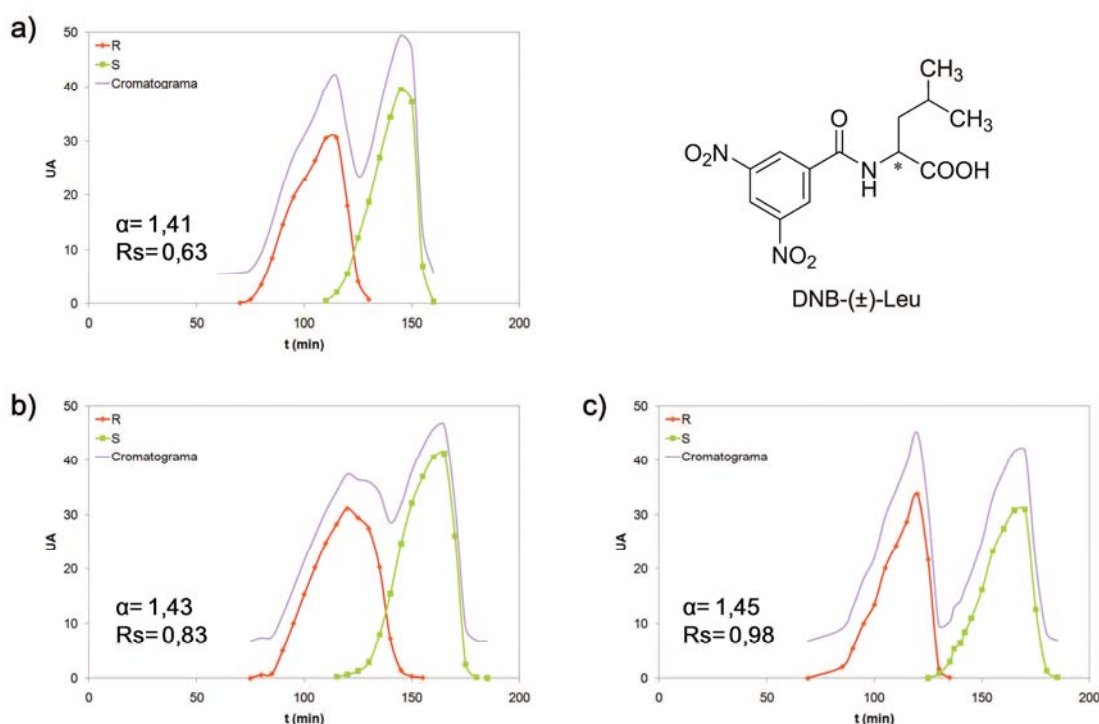 a)
50
40
30
20
10
0
UA
R
S
Cromatograma
α= 1,41
Rs= 0,63
0
50
100
150
200
t (min)
CH₃
CH₃
O
O₂N
N
H
*
COOH
NO₂
DNB-(±)-Leu
b)
50
40
30
20
10
0
UA
R
S
Cromatograma
α= 1,43
Rs= 0,83
0
50
100
150
200
t (min)
c)
50
40
30
20
10
0
UA
R
S
Cromatograma
α= 1,45
Rs= 0,98
0
50
100
150
200
t (min)